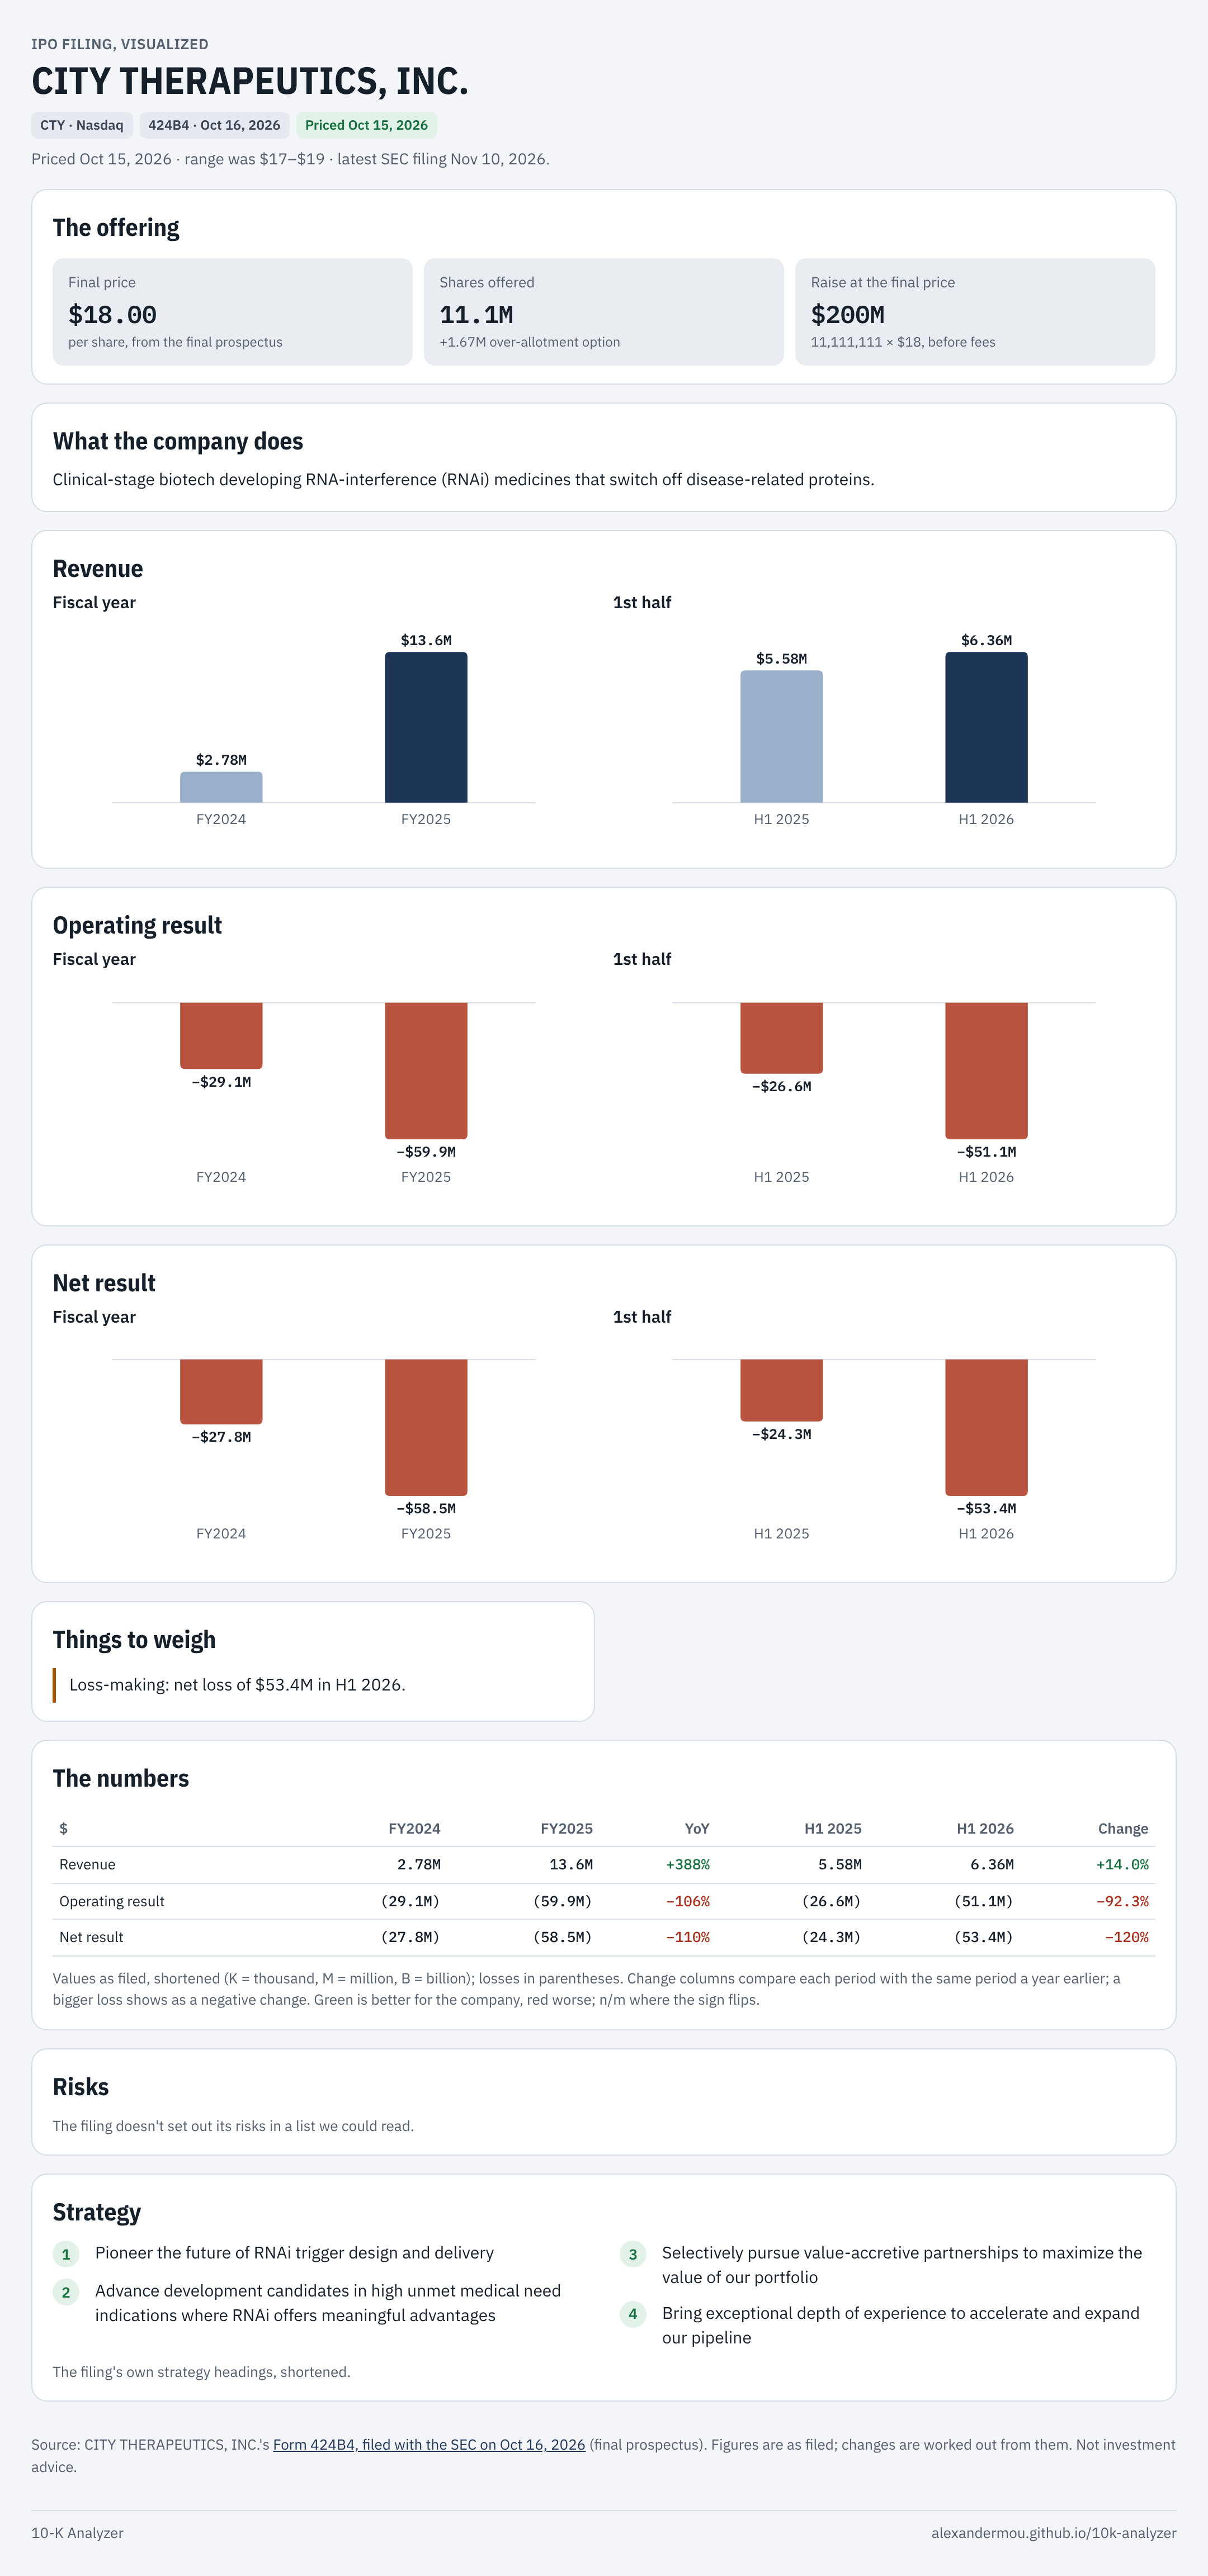 IPO FILING, VISUALIZED
CITY THERAPEUTICS, INC.
CTY · Nasdaq 424B4 · Oct 16, 2026 Priced Oct 15, 2026
Priced Oct 15, 2026 · range was $17–$19 · latest SEC filing Nov 10, 2026.
The offering
Final price
$18.00
per share, from the final prospectus
Shares offered
11.1M
+1.67M over-allotment option
Raise at the final price
$200M
11,111,111 × $18, before fees
What the company does
Clinical-stage biotech developing RNA-interference (RNAi) medicines that switch off disease-related proteins.
Revenue
Fiscal year
$2.78M
$13.6M
FY2024 FY2025
1st half
$5.58M
$6.36M
H1 2025 H1 2026
Operating result
Fiscal year
−$29.1M
−$59.9M
FY2024 FY2025
1st half
−$26.6M
−$51.1M
H1 2025 H1 2026
Net result
Fiscal year
−$27.8M
−$58.5M
FY2024 FY2025
1st half
−$24.3M
−$53.4M
H1 2025 H1 2026
Things to weigh
Loss-making: net loss of $53.4M in H1 2026.
The numbers
$ FY2024 FY2025 YoY H1 2025 H1 2026 Change
Revenue 2.78M 13.6M +388% 5.58M 6.36M +14.0%
Operating result (29.1M) (59.9M) −106% (26.6M) (51.1M) −92.3%
Net result (27.8M) (58.5M) −110% (24.3M) (53.4M) −120%
Values as filed, shortened (K = thousand, M = million, B = billion); losses in parentheses. Change columns compare each period with the same period a year earlier; a
bigger loss shows as a negative change. Green is better for the company, red worse; n/m where the sign flips.
Risks
The filing doesn't set out its risks in a list we could read.
Strategy
1 Pioneer the future of RNAi trigger design and delivery
2 Advance development candidates in high unmet medical need
indications where RNAi offers meaningful advantages
3 Selectively pursue value-accretive partnerships to maximize the
value of our portfolio
4 Bring exceptional depth of experience to accelerate and expand
our pipeline
The filing's own strategy headings, shortened.
Source: CITY THERAPEUTICS, INC.'s Form 424B4, filed with the SEC on Oct 16, 2026 (final prospectus). Figures are as filed; changes are worked out from them. Not investment
advice.
10-K Analyzer
alexandermou.github.io/10k-analyzer